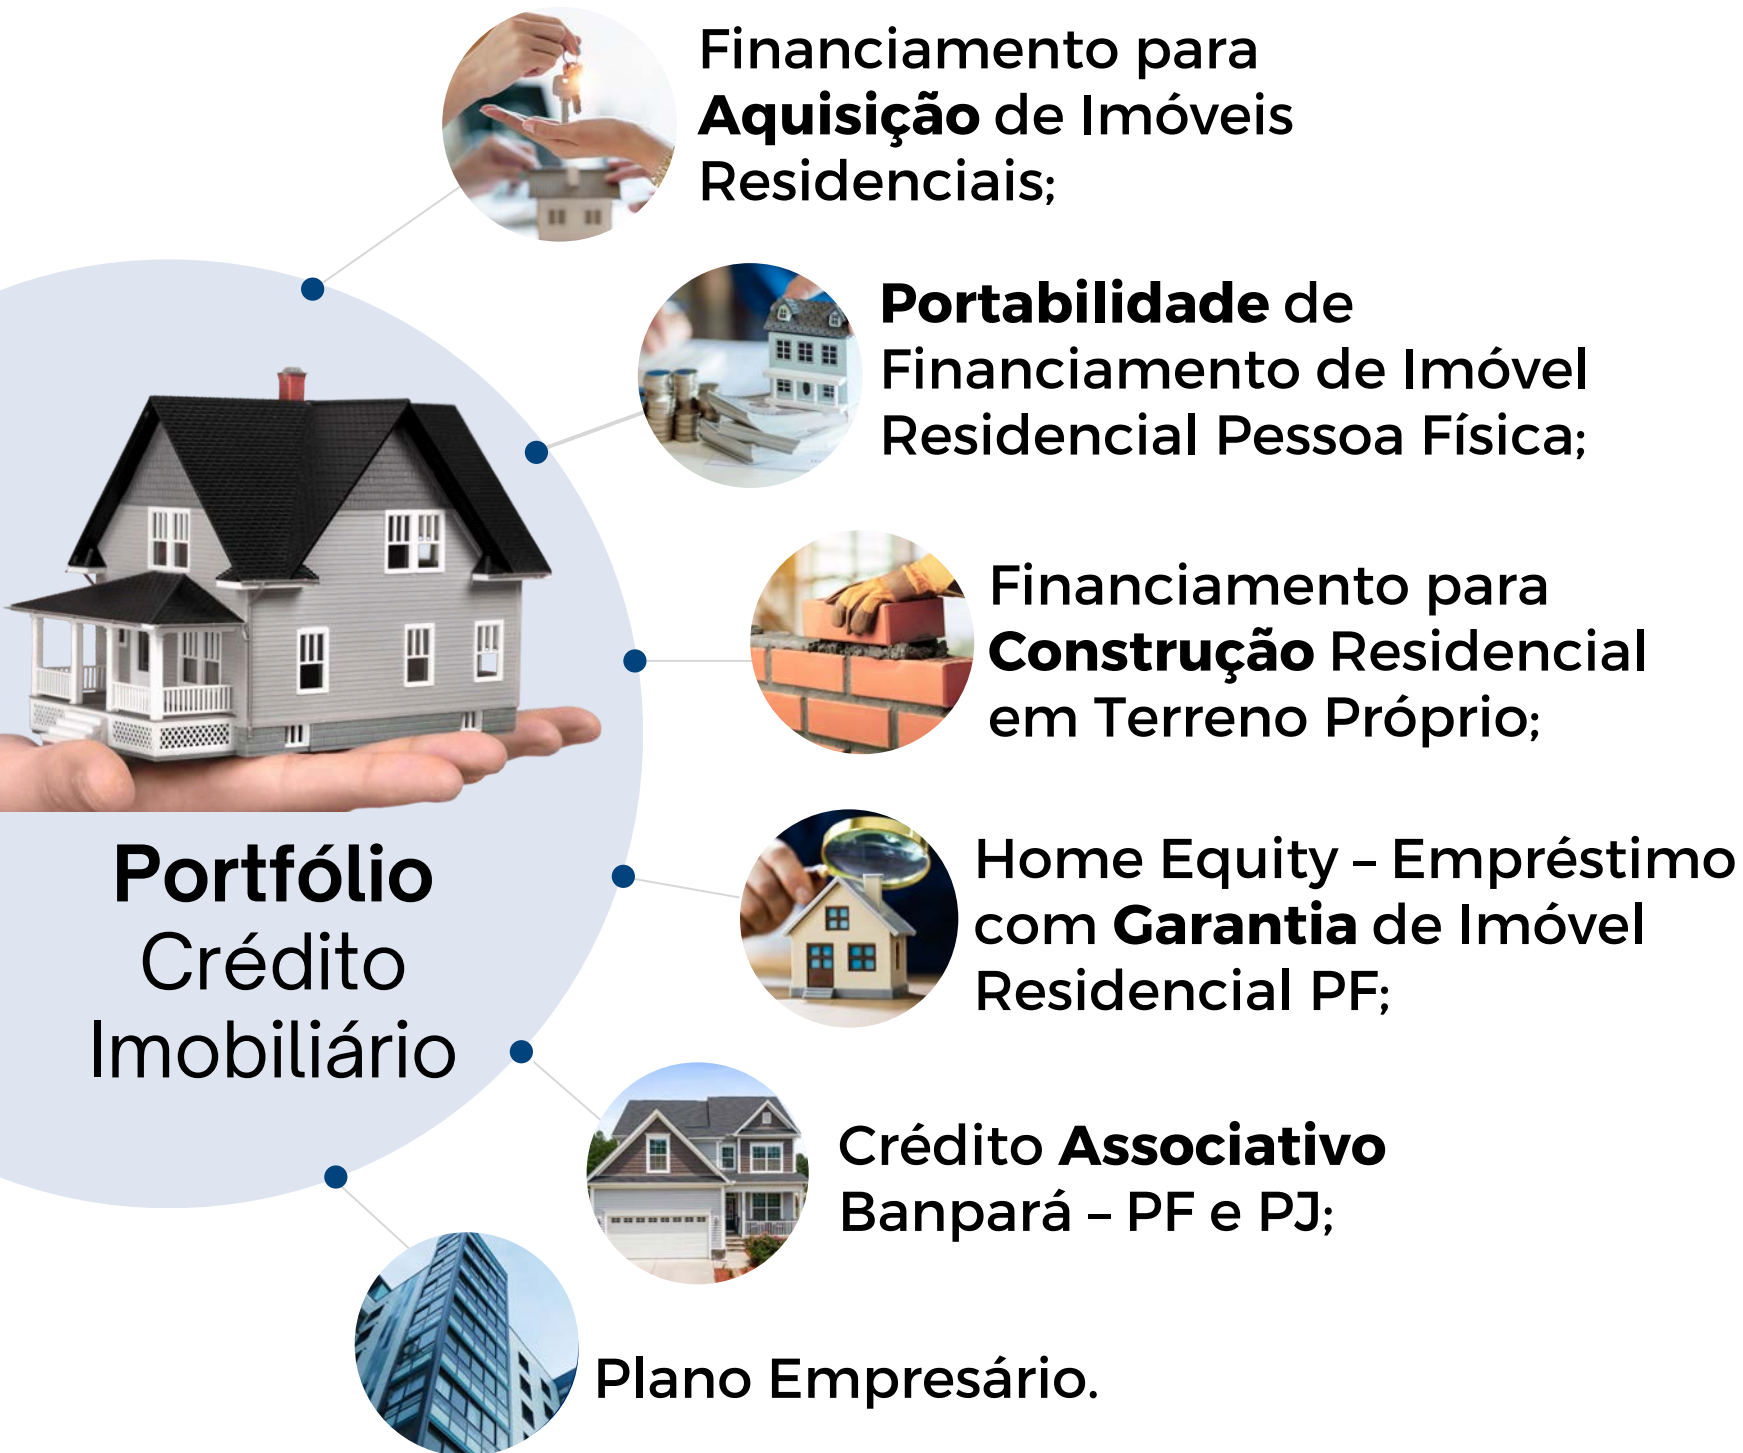 Financiamento para
Aquisição de Imóveis
Residenciais;
Portabilidade de
Financiamento de Imóvel
Residencial Pessoa Física;
Financiamento para
Construção Residencial
em Terreno Próprio;
Home Equity – Empréstimo
com Garantia de Imóvel
Residencial PF;
Portfólio
Crédito
Imobiliário
Crédito Associativo
Banpará – PF e PJ;
Plano Empresário.